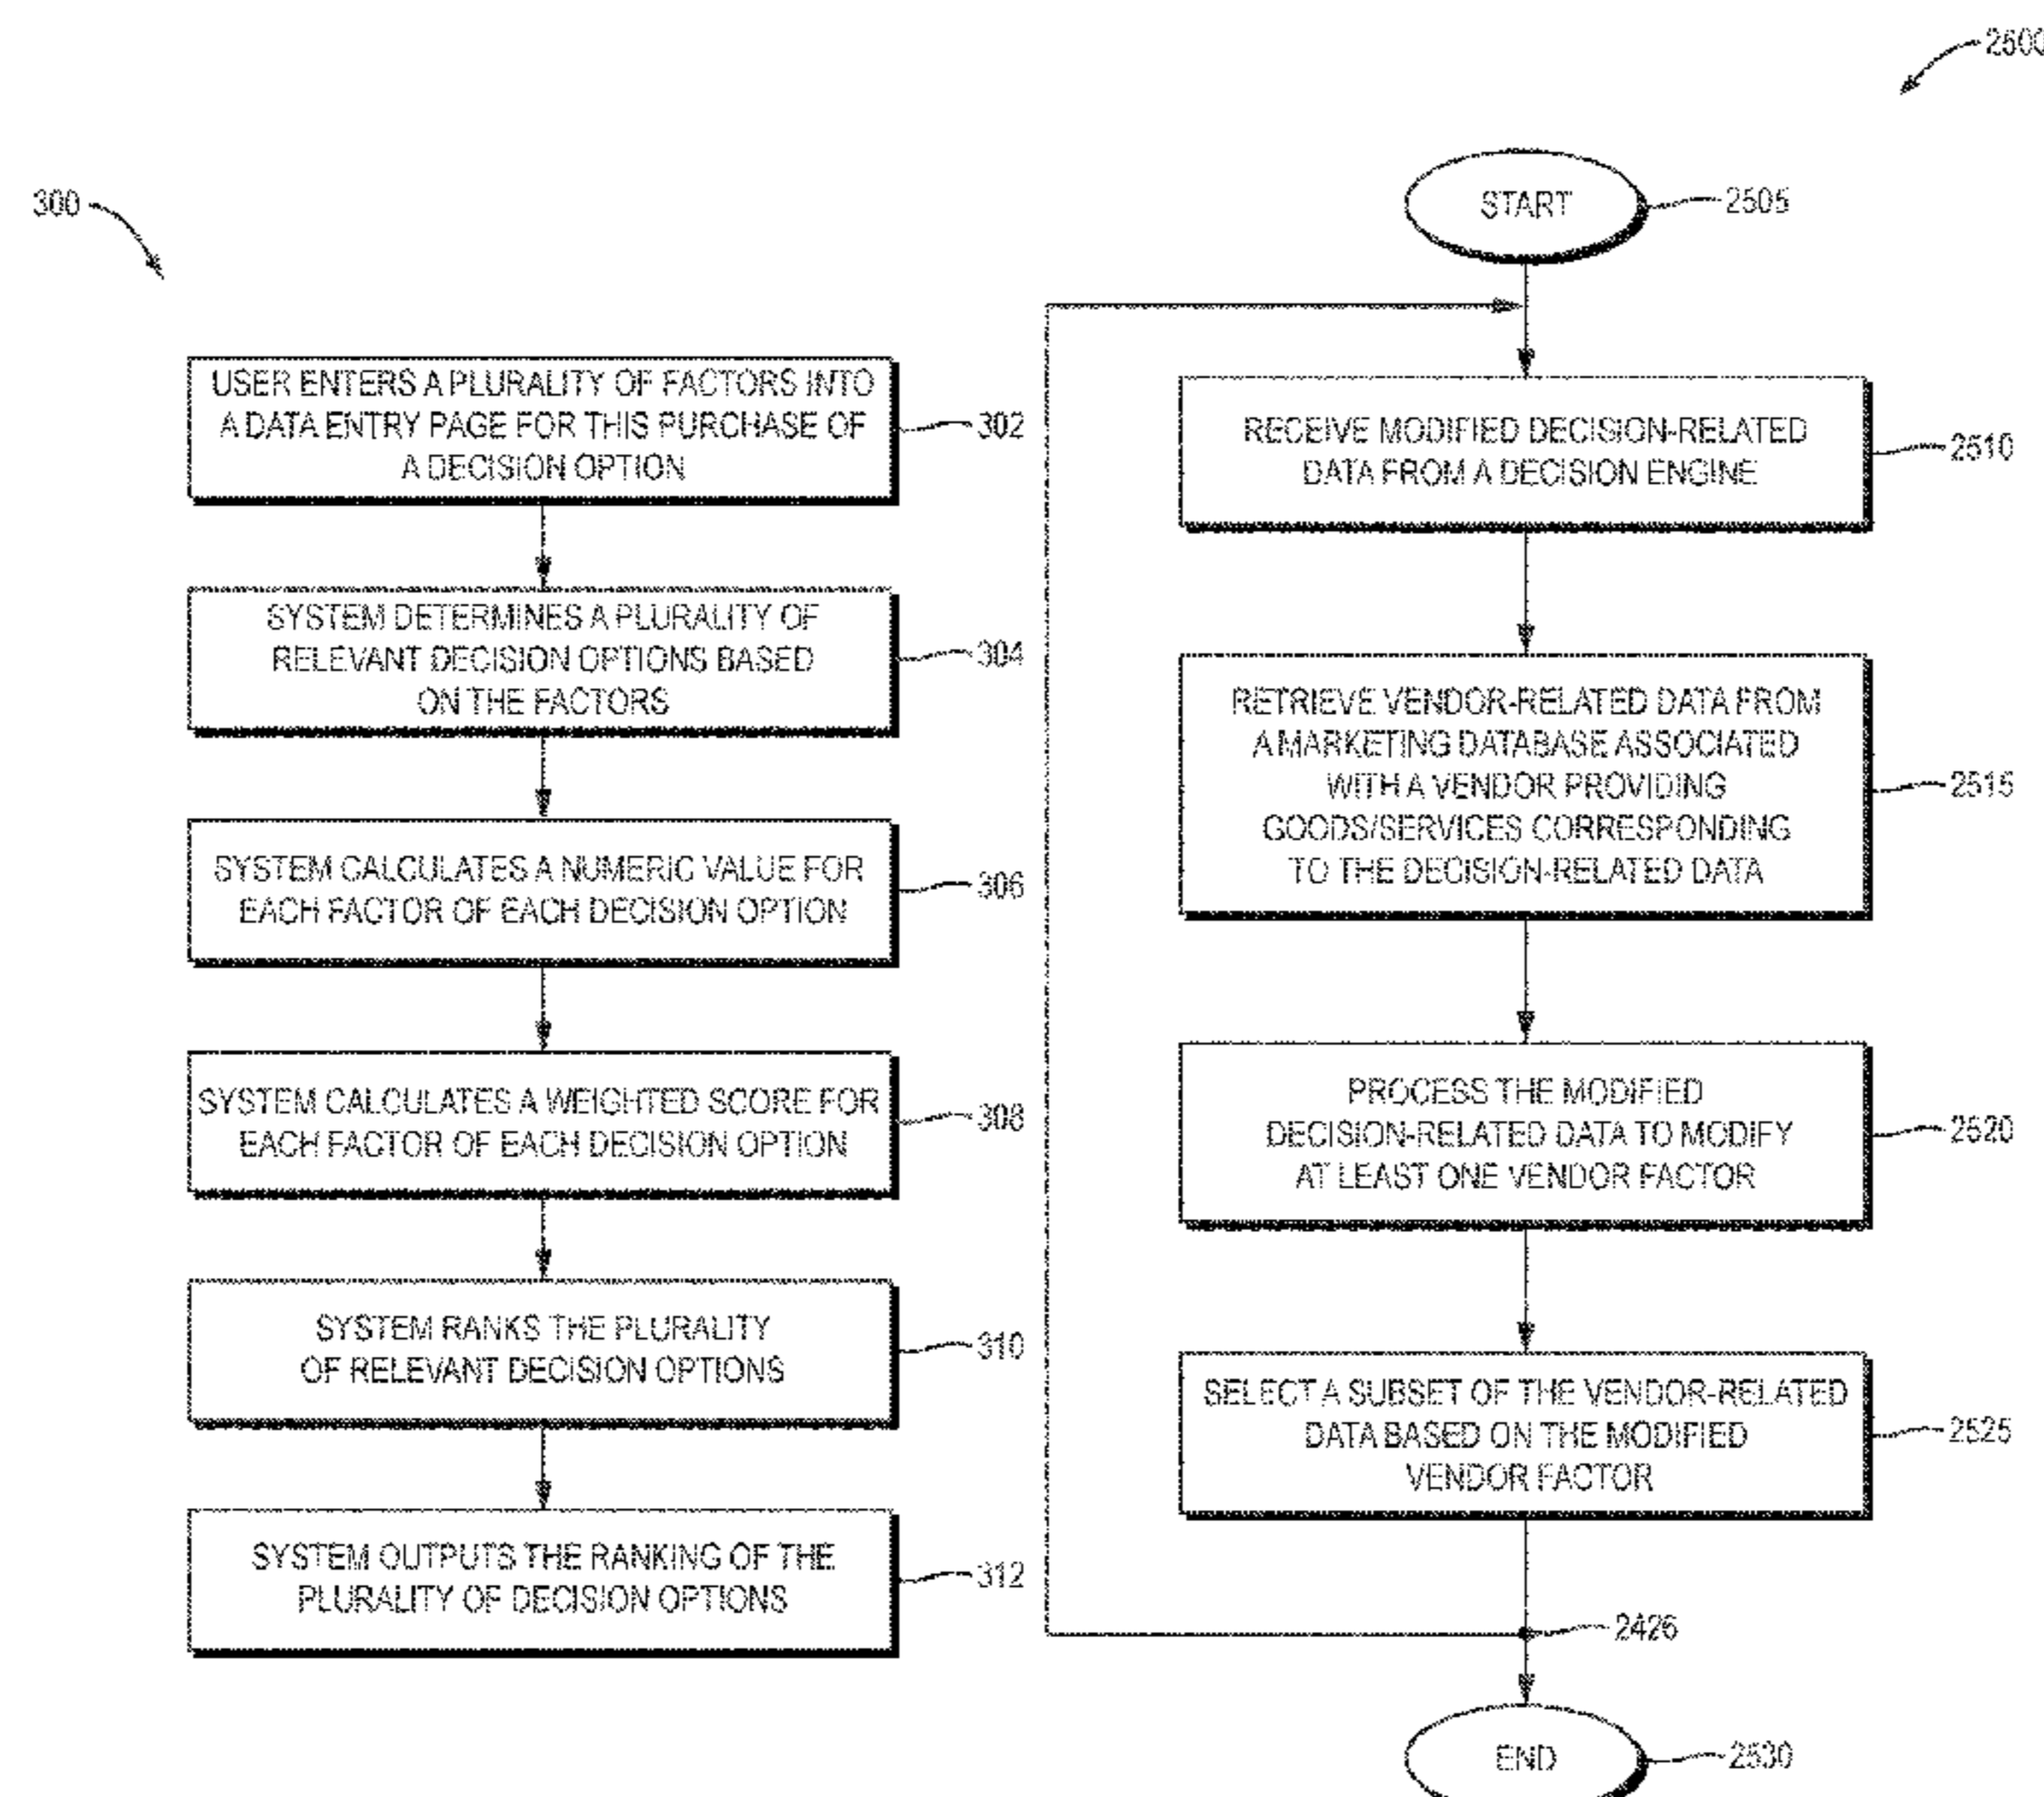 300
USER ENTERS A PLURALITY OF FACTORS INTO
A DATA ENTRY PAGE FOR THIS PURCHASE OF
A DECISION OPTION
302
SYSTEM DETERMINES A PLURALITY OF
RELEVANT DECISION OPTIONS BASED
ON THE FACTORS
304
SYSTEM CALCULATES A NUMERIC VALUE FOR
EACH FACTOR OF EACH DECISION OPTION
306
SYSTEM CALCULATES A WEIGHTED SCORE FOR
EACH FACTOR OF EACH DECISION OPTION
308
SYSTEM RANKS THE PLURALITY
OF RELEVANT DECISION OPTIONS
310
SYSTEM OUTPUTS THE RANKING OF THE
PLURALITY OF DECISION OPTIONS
312
2500
START
2505
RECEIVE MODIFIED DECISION-RELATED
DATA FROM A DECISION ENGINE
2510
RETRIEVE VENDOR-RELATED DATA FROM
A MARKETING DATABASE ASSOCIATED
WITH A VENDOR PROVIDING
GOODS/SERVICES CORRESPONDING
TO THE DECISION-RELATED DATA
2515
PROCESS THE MODIFIED
DECISION-RELATED DATA TO MODIFY
AT LEAST ONE VENDOR FACTOR
2520
SELECT A SUBSET OF THE VENDOR-RELATED
DATA BASED ON THE MODIFIED
VENDOR FACTOR
2525
2426
END
2530